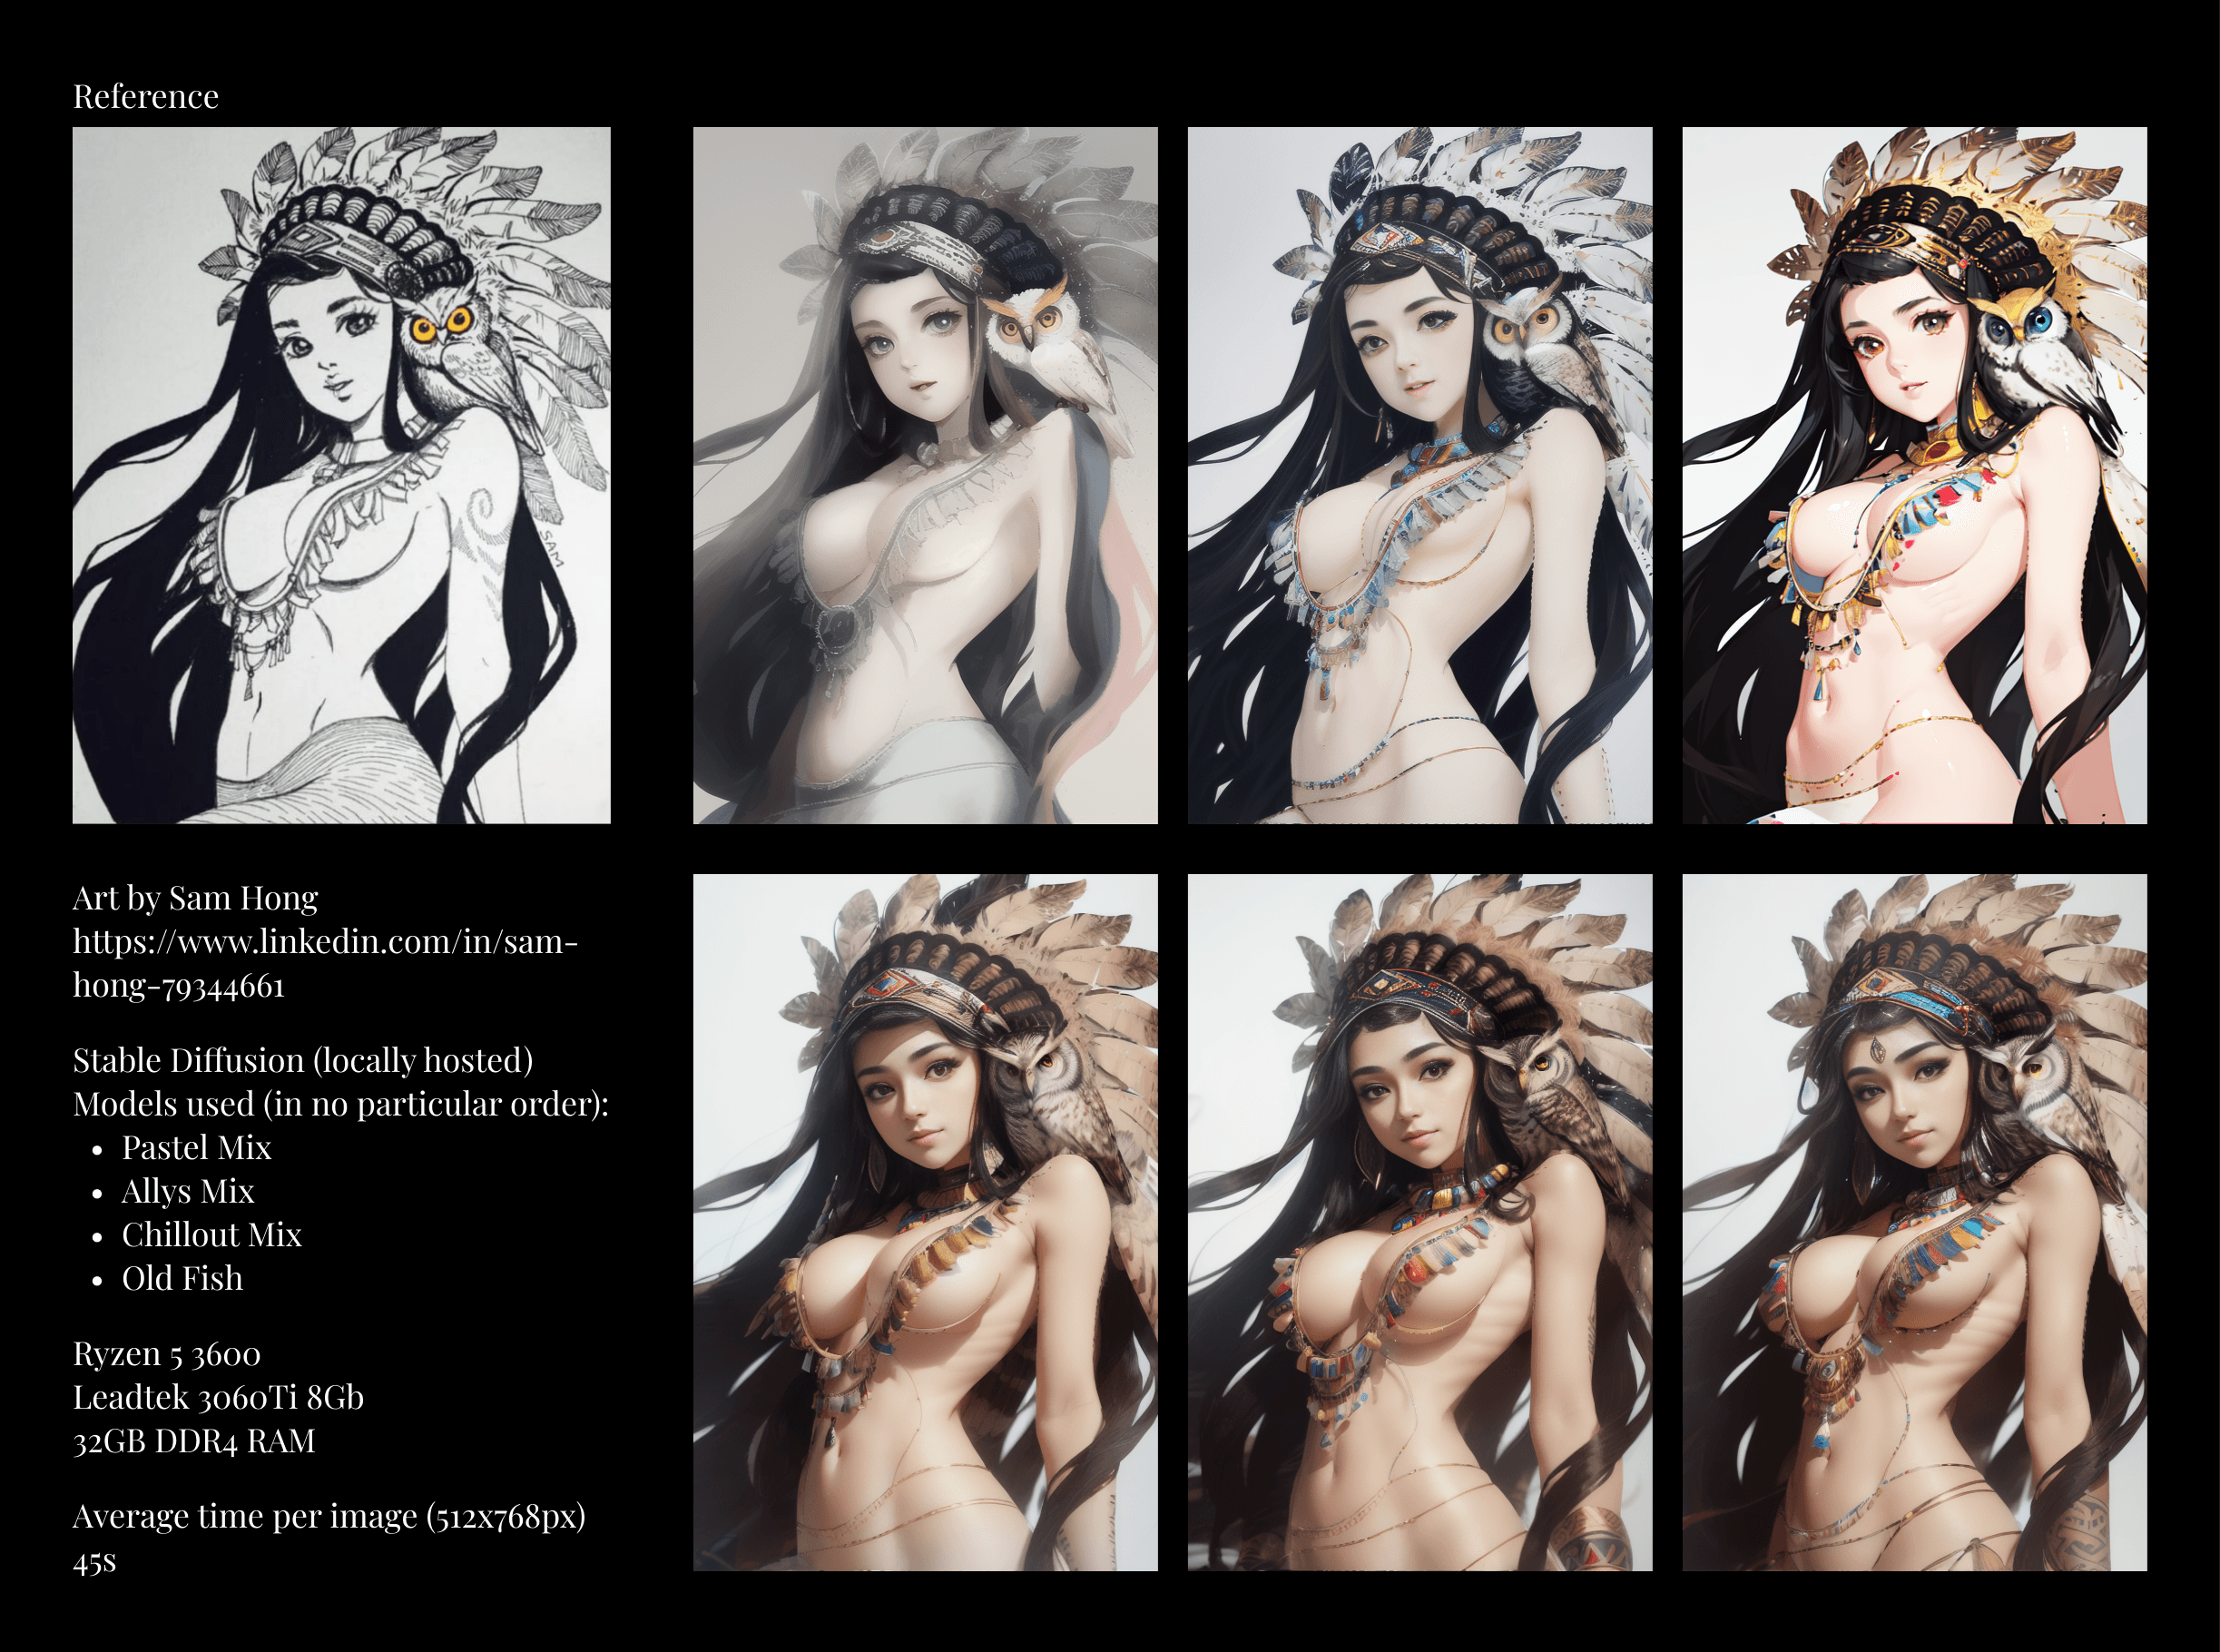 Reference
SAM
Art by Sam Hong
https://www.linkedin.com/in/sam-
hong-79344661
Stable Diffusion (locally hosted)
Models used (in no particular order):
• Pastel Mix
• Allys Mix
• Chillout Mix
• Old Fish
Ryzen 5 3600
Leadtek 3060Ti 8Gb
32GB DDR4 RAM
Average time per image (512x768px)
45s